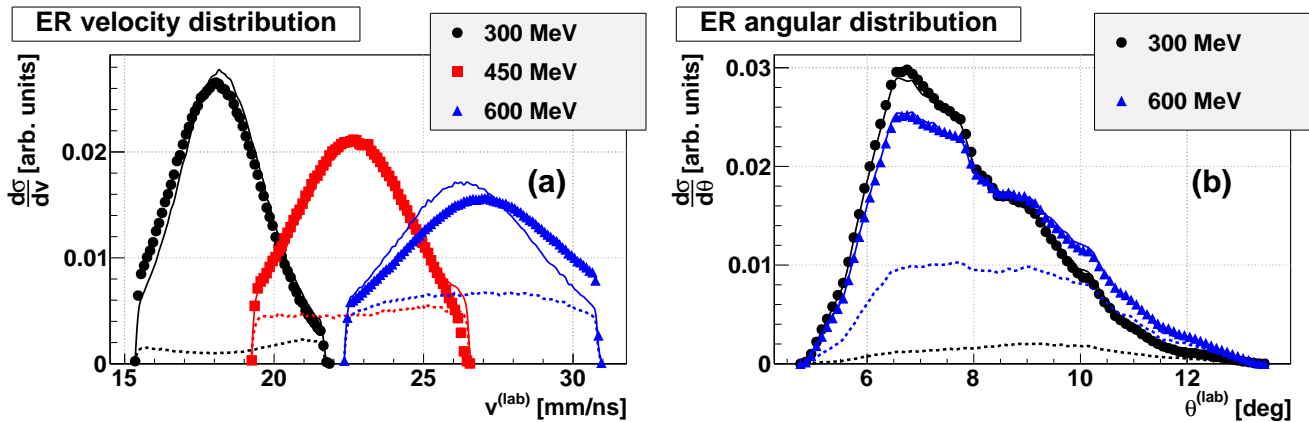 ER velocity distribution
300 MeV
450 MeV
600 MeV
dσ/dv [arb. units]
0.02
0.01
0
(a)
15 20 25 30
v(lab) [mm/ns]
ER angular distribution
300 MeV
600 MeV
dσ/dθ [arb. units]
0.03
0.02
0.01
0
(b)
6 8 10 12
θ(lab) [deg]